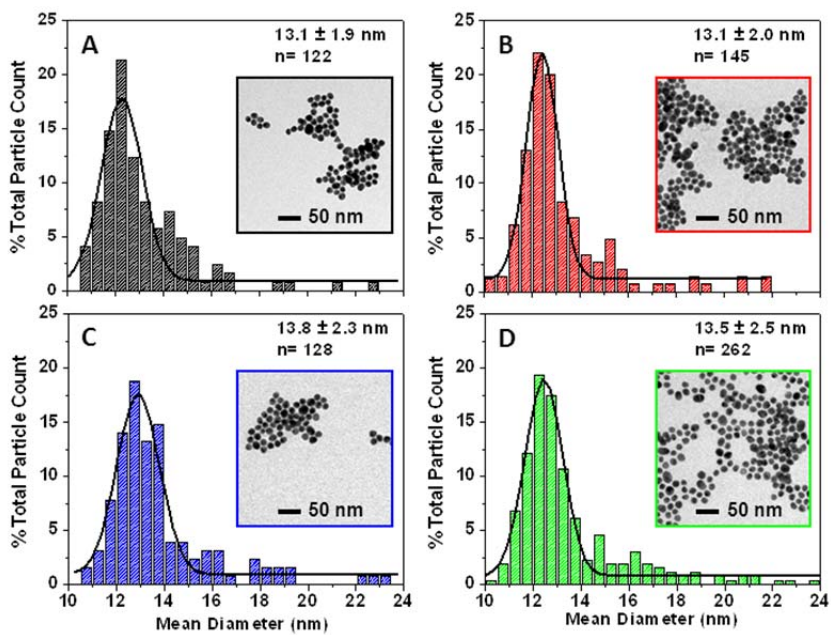 A
13.1 ± 1.9 nm
n= 122
50 nm
%Total Particle Count
25
20
15
10
5
0
B
13.1 ± 2.0 nm
n= 145
50 nm
%Total Particle Count
25
20
15
10
5
0
C
13.8 ± 2.3 nm
n= 128
50 nm
%Total Particle Count
25
20
15
10
5
0
10 12 14 16 18 20 22 24
Mean Diameter (nm)
D
13.5 ± 2.5 nm
n= 262
50 nm
%Total Particle Count
25
20
15
10
5
0
10 12 14 16 18 20 22 24
Mean Diameter (nm)